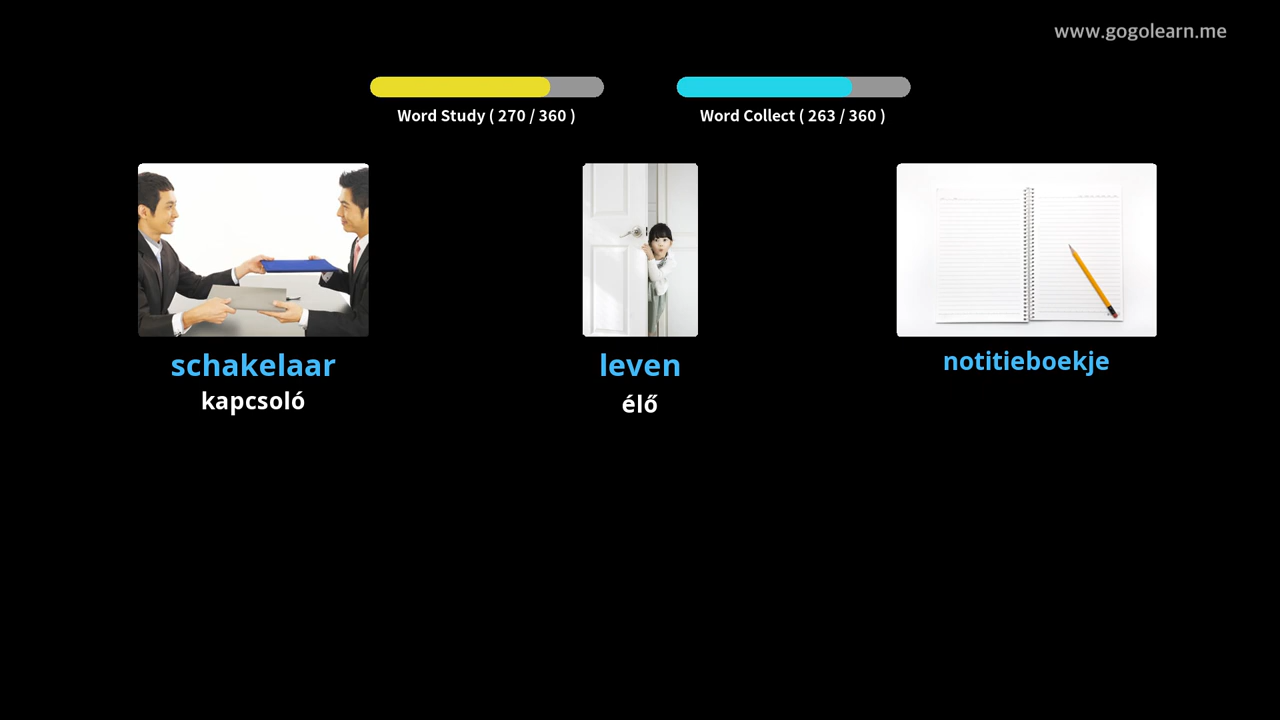 www.gogolearn.me
Word Study ( 270 / 360 )
Word Collect ( 263 / 360 )
schakelaar
kapcsoló
leven
élő
notitieboekje